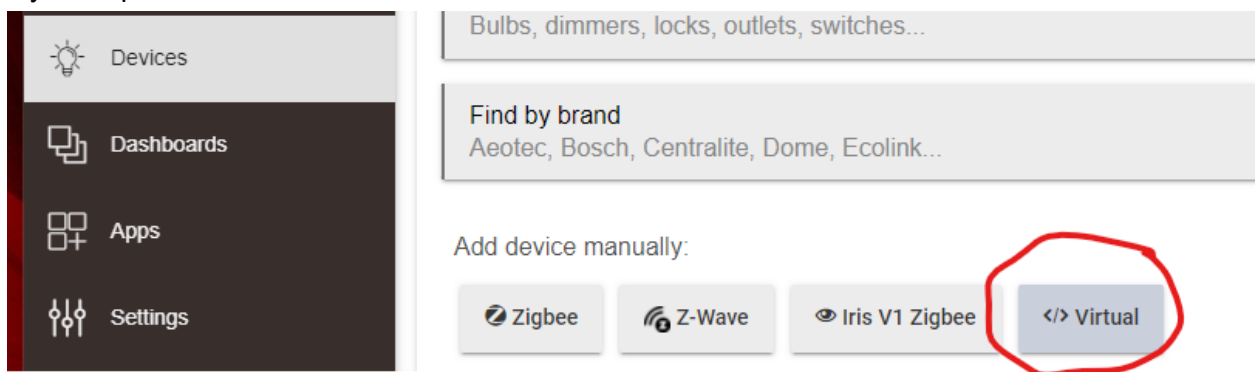 Bulbs, dimmers, locks, outlets, switches...
Devices
Find by brand
Aeotec, Bosch, Centralite, Dome, Ecolink...
Dashboards
Apps
Add device manually:
Settings
Zigbee
Z-Wave
Iris V1 Zigbee
</> Virtual